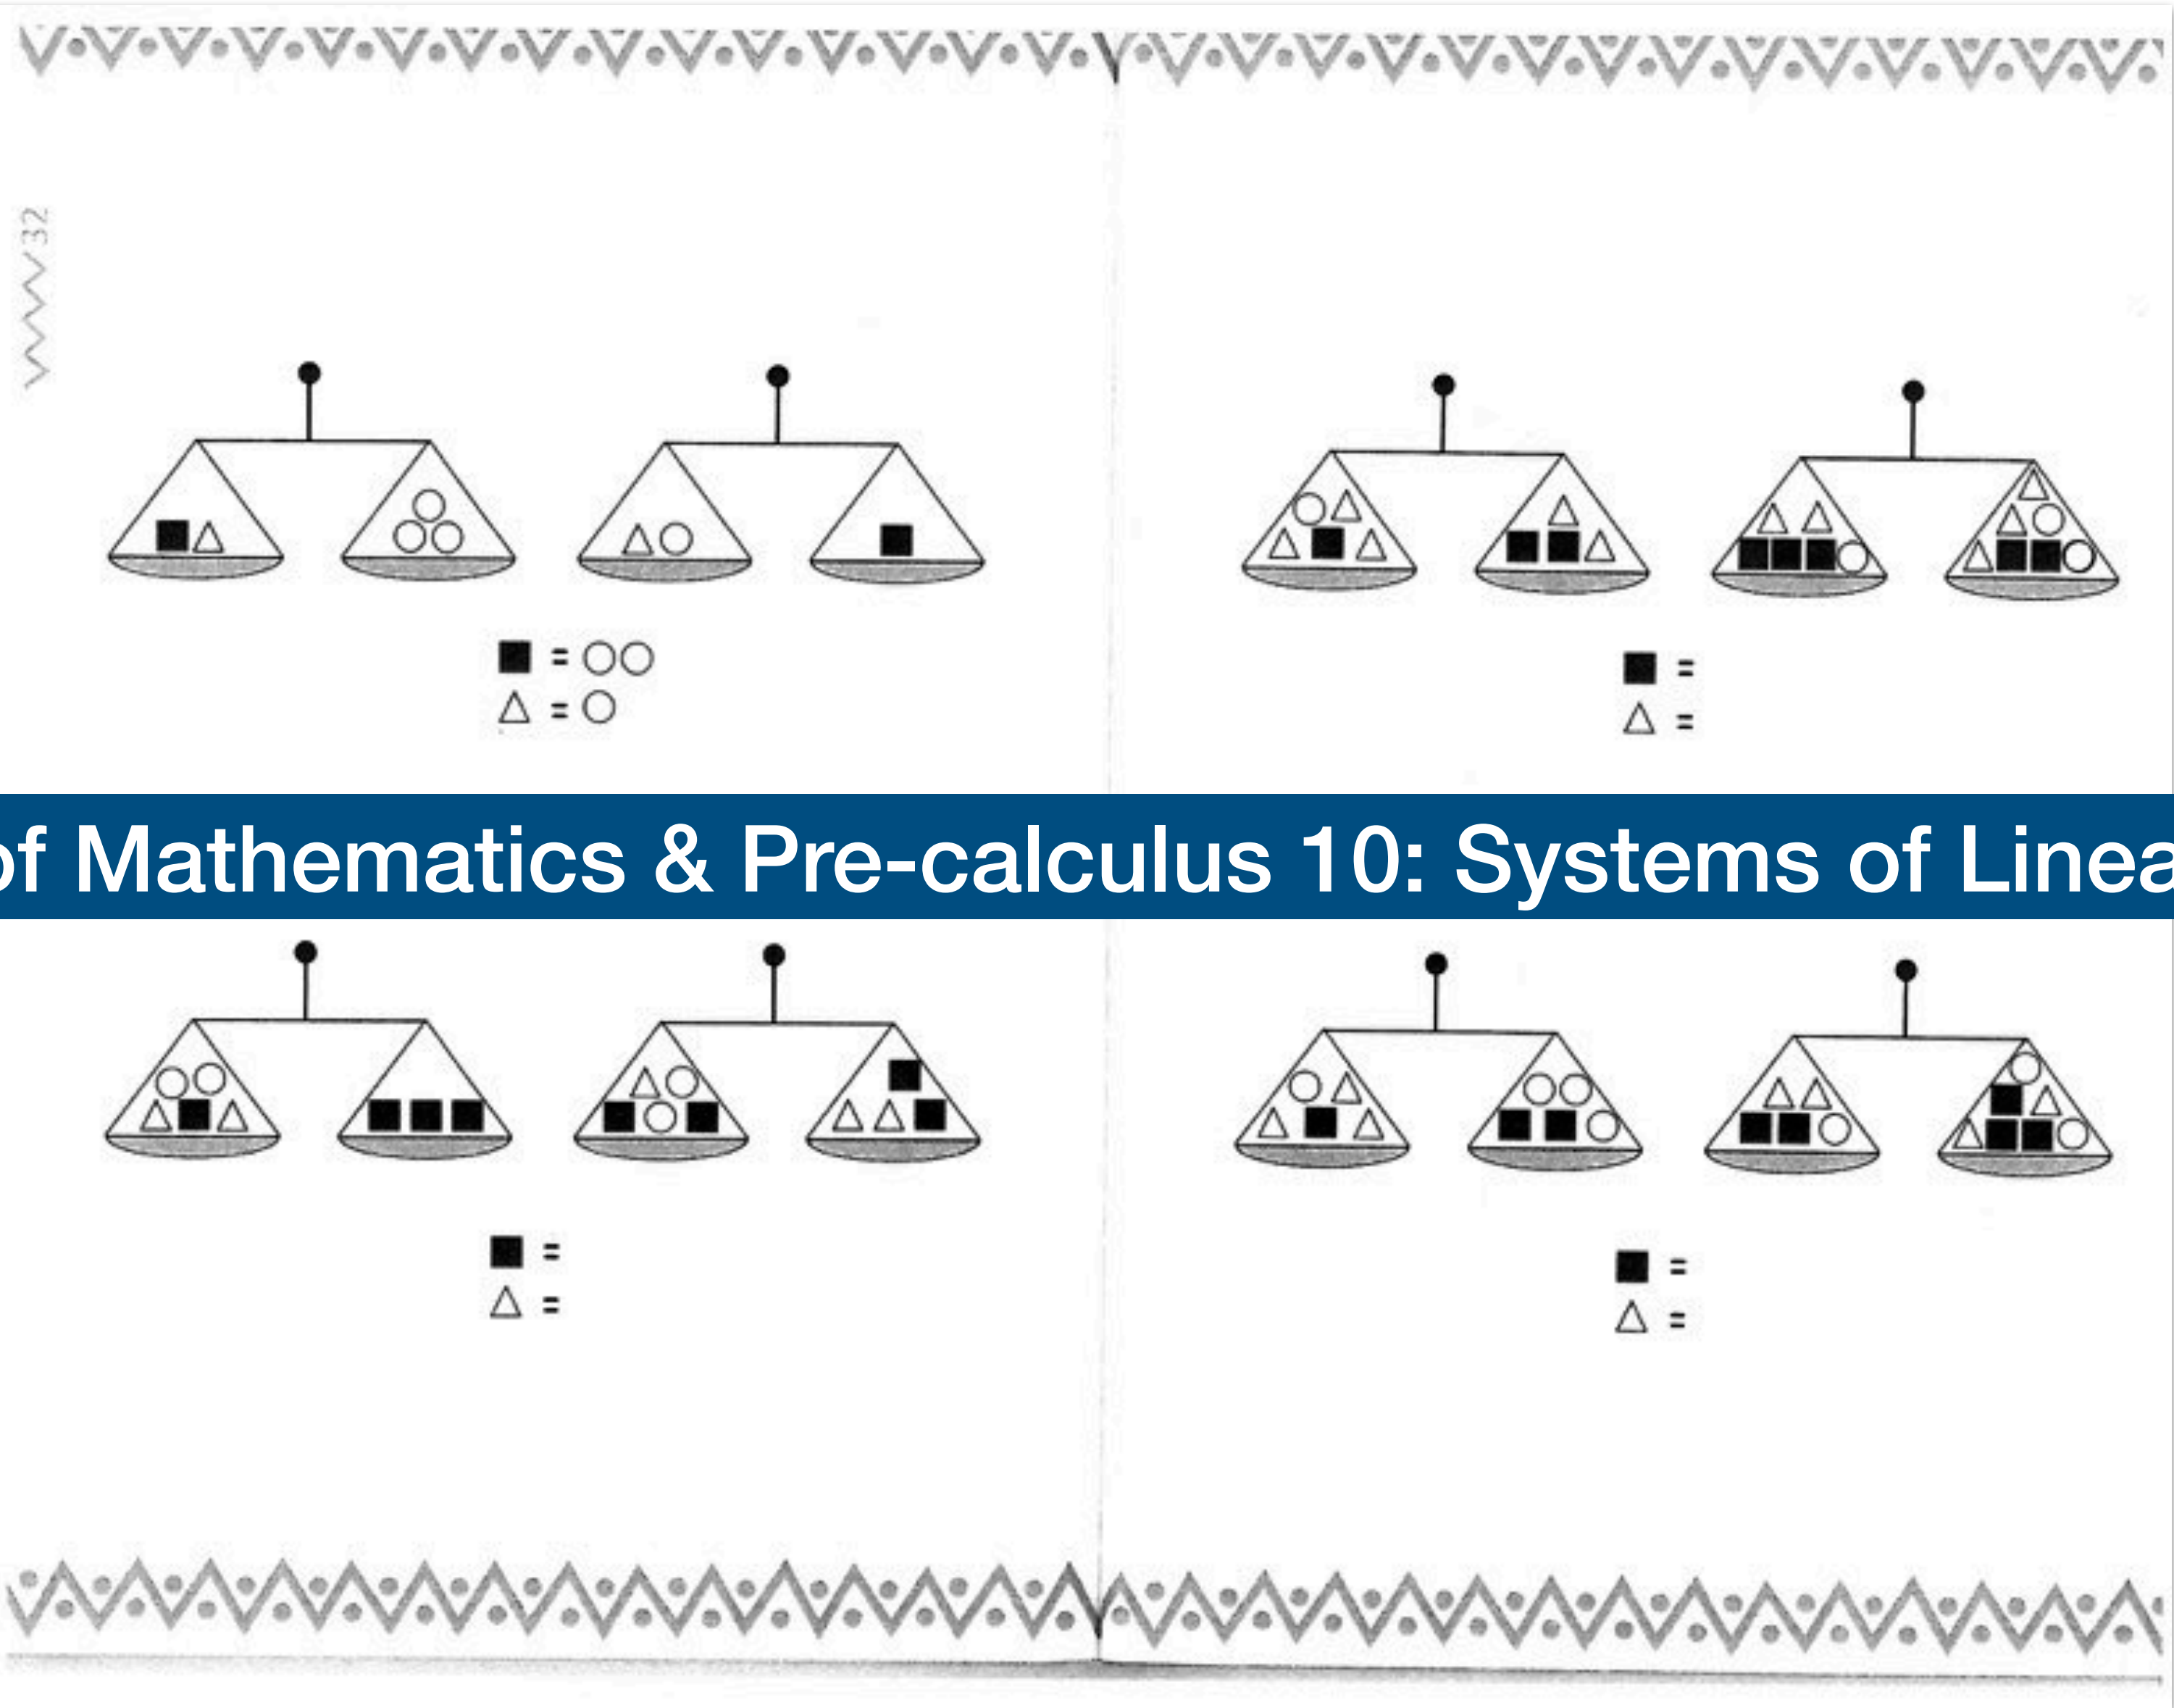 32
■ = ○○
△ = ○
■ =
△ =
of Mathematics & Pre-calculus 10: Systems of Linea
■ =
△ =
■ =
△ =